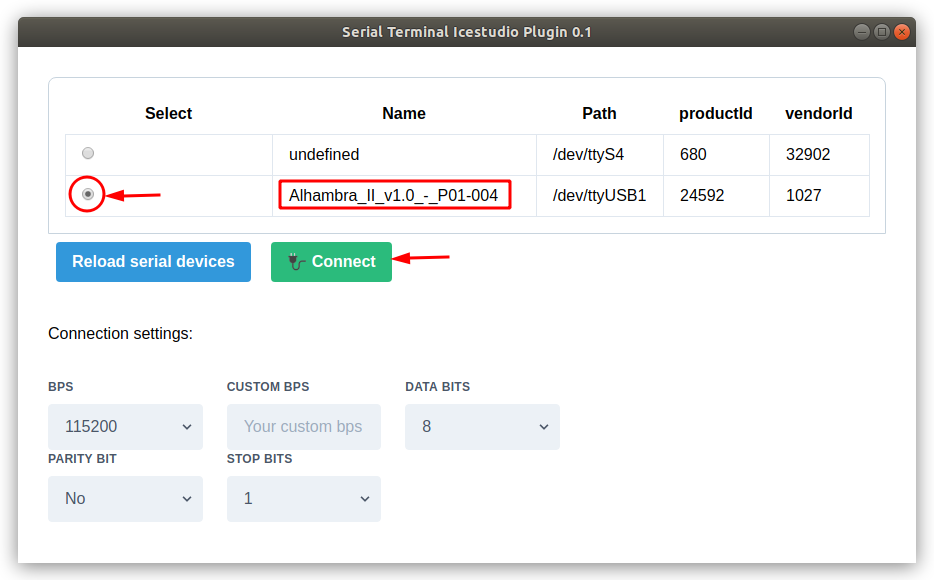 Serial Terminal Icestudio Plugin 0.1
Select Name Path productId vendorId
undefined /dev/ttyS4 680 32902
Alhambra_II_v1.0_-_P01-004 /dev/ttyUSB1 24592 1027
Reload serial devices Connect
Connection settings:
BPS CUSTOM BPS DATA BITS
115200 Your custom bps 8
PARITY BIT STOP BITS
No 1